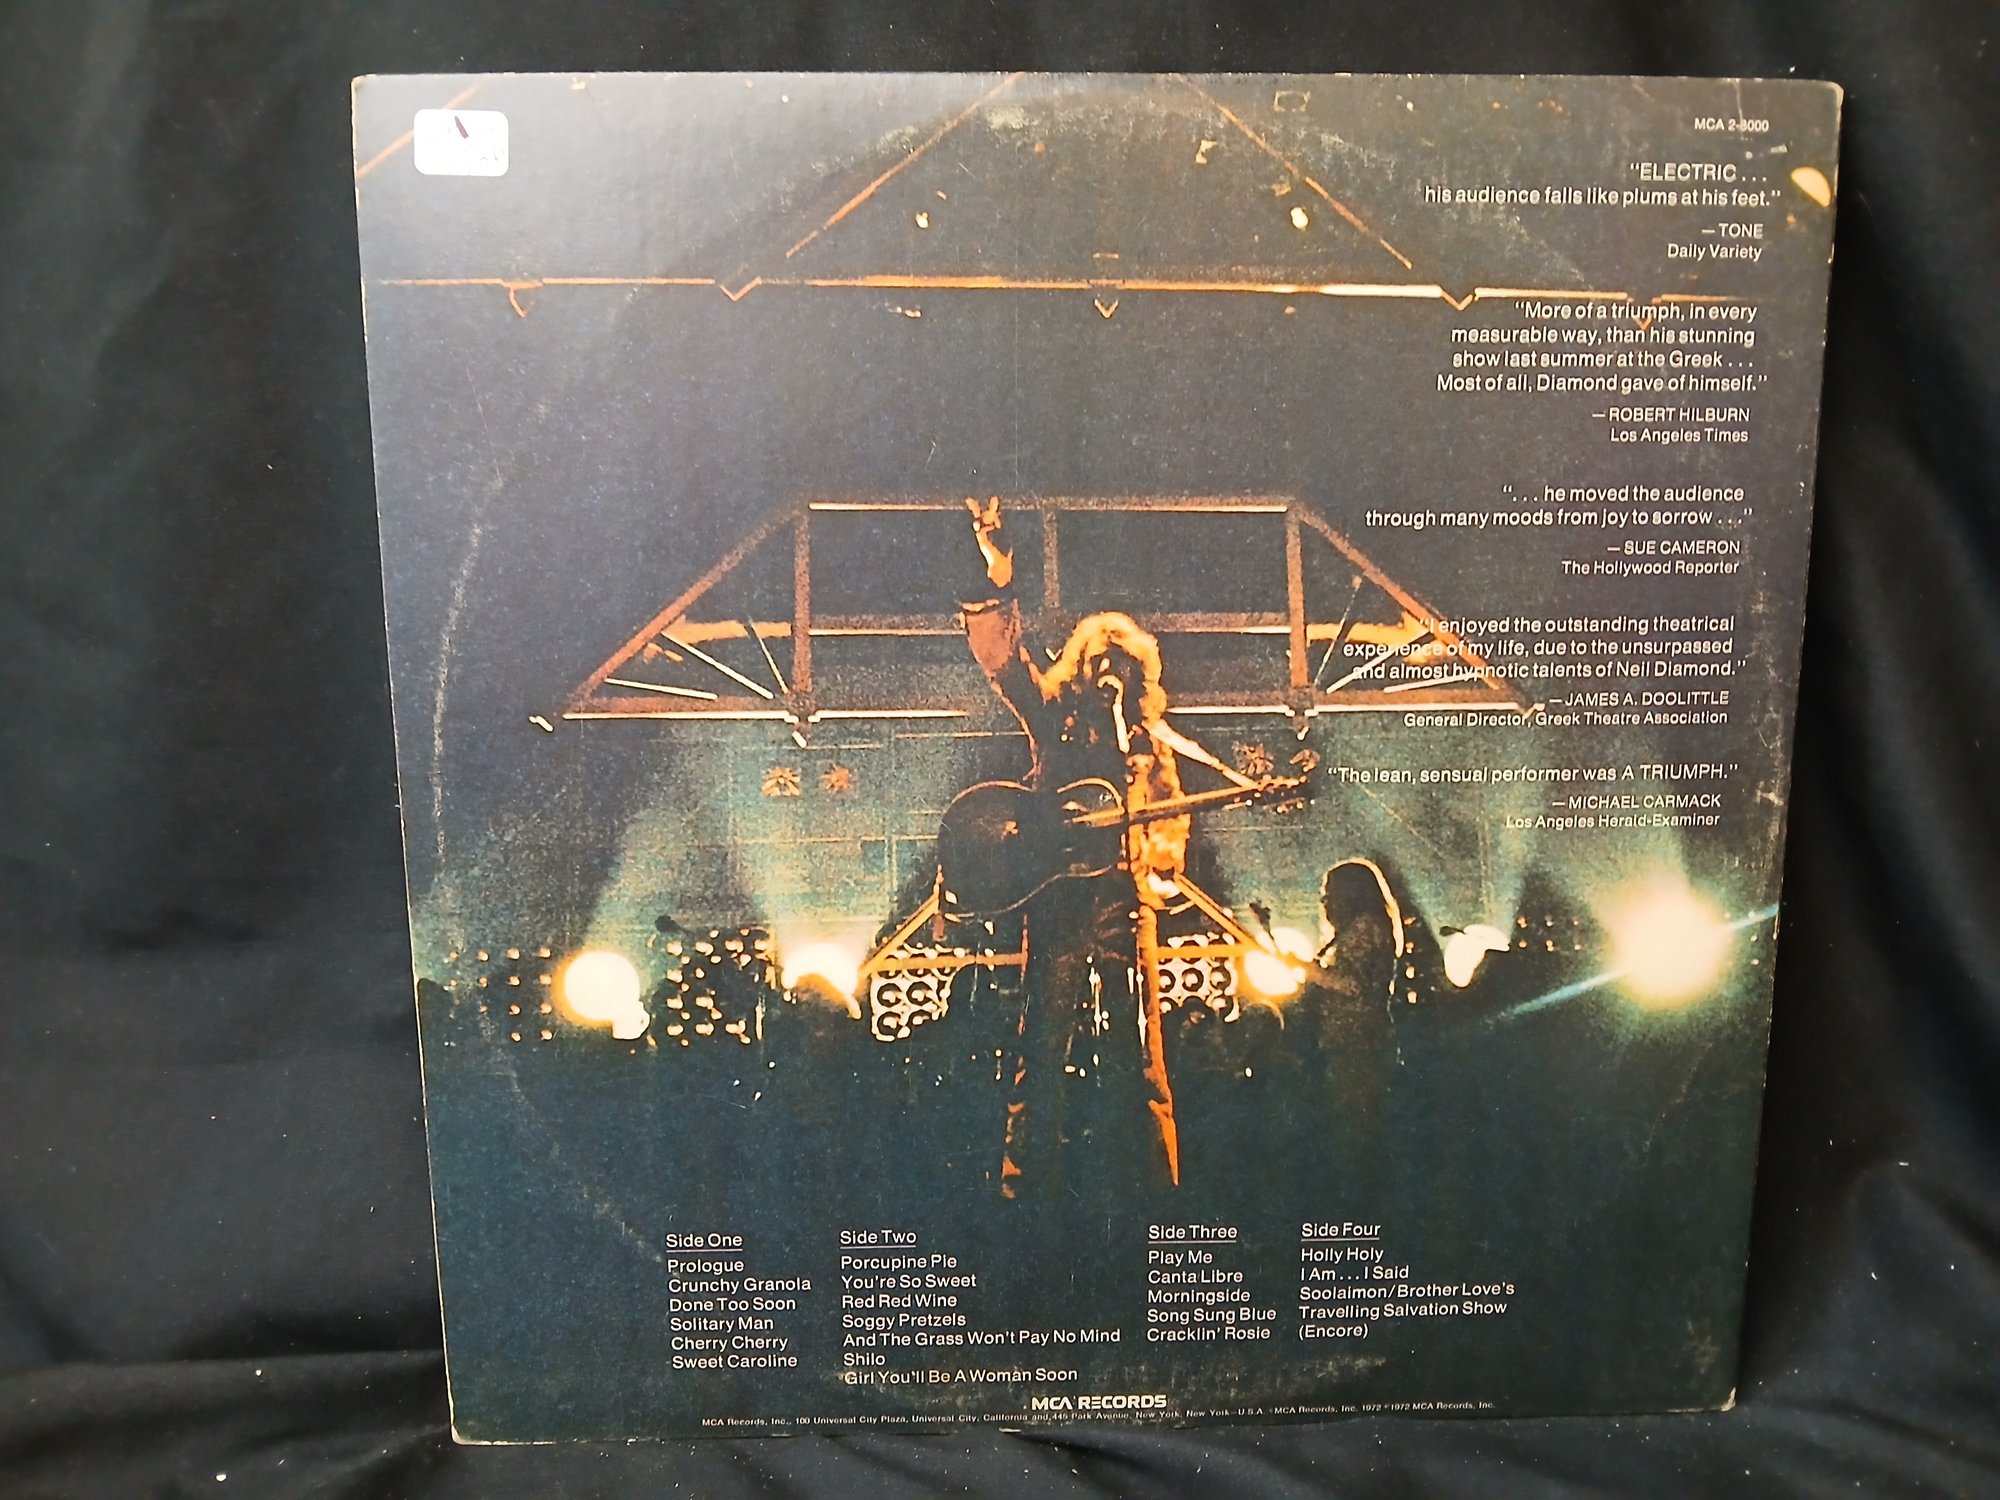 MCA 2-8000
“ELECTRIC...
his audience falls like plums at his feet.”
— TONE
Daily Variety
“More of a triumph, in every
measurable way, than his stunning
show last summer at the Greek...
Most of all, Diamond gave of himself.”
— ROBERT HILBURN
Los Angeles Times
“... he moved the audience
through many moods from joy to sorrow...”
— SUE CAMERON
The Hollywood Reporter
“I enjoyed the outstanding theatrical
experience of my life, due to the unsurpassed
and almost hypnotic talents of Neil Diamond.”
— JAMES A. DOOLITTLE
General Director, Greek Theatre Association
“The lean, sensual performer was A TRIUMPH.”
— MICHAEL CARMACK
Los Angeles Herald-Examiner
Side One
Prologue
Crunchy Granola
Done Too Soon
Solitary Man
Cherry Cherry
Sweet Caroline
Side Two
Porcupine Pie
You're So Sweet
Red Red Wine
Soggy Pretzels
And The Grass Won't Pay No Mind
Shilo
Girl You'll Be A Woman Soon
Side Three
Play Me
Canta Libre
Morningside
Song Sung Blue
Cracklin' Rosie
Side Four
Holly Holy
I Am...I Said
Soolaimon/Brother Love's
Travelling Salvation Show
(Encore)
MCA RECORDS
MCA Records, Inc., 100 Universal City Plaza, Universal City, California and 445 Park Avenue, New York, New York—U.S.A. MCA Records, Inc. 1972 1972 MCA Records, Inc.